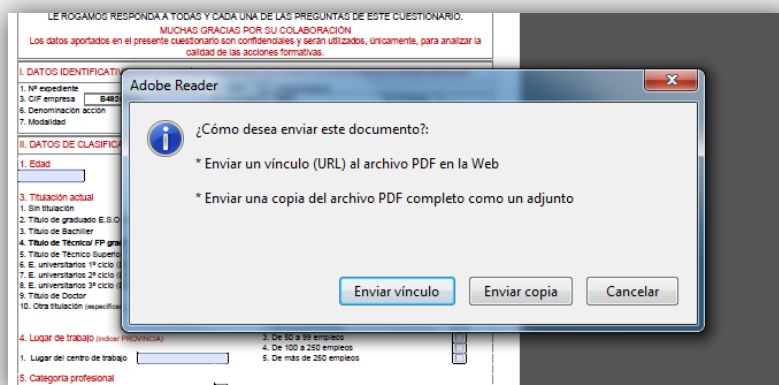 LE ROGAMOS RESPONDA A TODAS Y CADA UNA DE LAS PREGUNTAS DE ESTE CUESTIONARIO.
MUCHAS GRACIAS POR SU COLABORACIÓN
Los datos aportados en el presente cuestionario son confidenciales y serán utilizados, únicamente, para analizar la
calidad de las acciones formativas.
I. DATOS
1. Nº expediente
3. CIF empresa
6. Denominación acción
7. Modalidad
II. DATOS DE
1. Edad
3. Titulación actual
1. Sin titulación
2. Título de graduado E.S.O
3. Título de Bachiller
4. Título de Técnico/ FP
5. Título de Técnico
6. E. universitarios 1º ciclo
7. E. universitarios 2º ciclo
8. E. universitarios 3º ciclo
9. Título de Doctor
10. Otra titulación
Adobe Reader
¿Cómo desea enviar este documento?:
* Enviar un vínculo (URL) al archivo PDF en la Web
* Enviar una copia del archivo PDF completo como un adjunto
Enviar vínculo Enviar copia Cancelar
4. Lugar de trabajo (indicar PROVINCIA)
1. Lugar del centro de trabajo
3. De 50 a 99 empleos
4. De 100 a 250 empleos
5. De más de 250 empleos
5. Categoría profesional